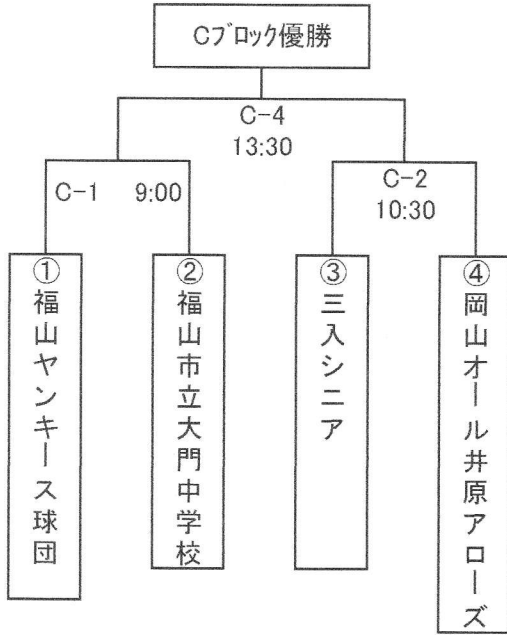 Cブロック優勝
C-4
13:30
C-1 9:00
C-2
10:30
①福山ヤンキース球団
②福山市立大門中学校
③三入シニア
④岡山オール井原アローズ